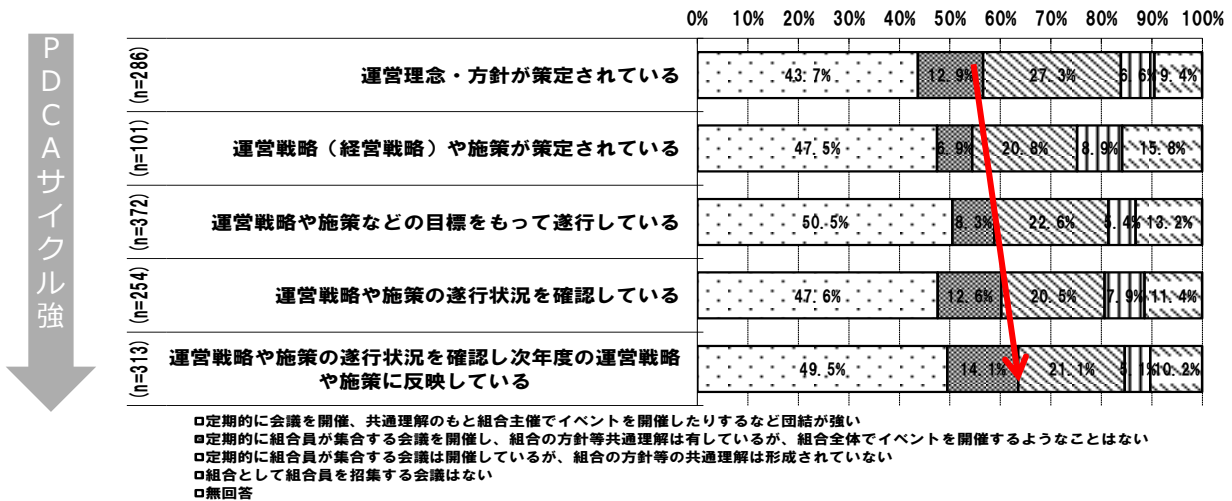 0% 10% 20% 30% 40% 50% 60% 70% 80% 90% 100%
PDCAサイクル強
(n=286)
運営理念・方針が策定されている
43.7% 12.9% 27.3% 6.6% 9.4%
(n=101)
運営戦略（経営戦略）や施策が策定されている
47.5% 6.9% 20.8% 8.9% 15.8%
(n=372)
運営戦略や施策などの目標をもって遂行している
50.5% 8.3% 22.6% 5.4% 13.2%
(n=254)
運営戦略や施策の遂行状況を確認している
47.6% 12.6% 20.5% 7.9% 11.4%
(n=313)
運営戦略や施策の遂行状況を確認し次年度の運営戦略
や施策に反映している
49.5% 14.1% 21.1% 5.1% 10.2%
定期的に会議を開催、共通理解のもと組合主催でイベントを開催したりするなど団結が強い
定期的に組合員が集合する会議を開催し、組合の方針等共通理解は有しているが、組合全体でイベントを開催するようなことはない
定期的に組合員が集合する会議は開催しているが、組合の方針等の共通理解は形成されていない
組合として組合員を招集する会議はない
無回答